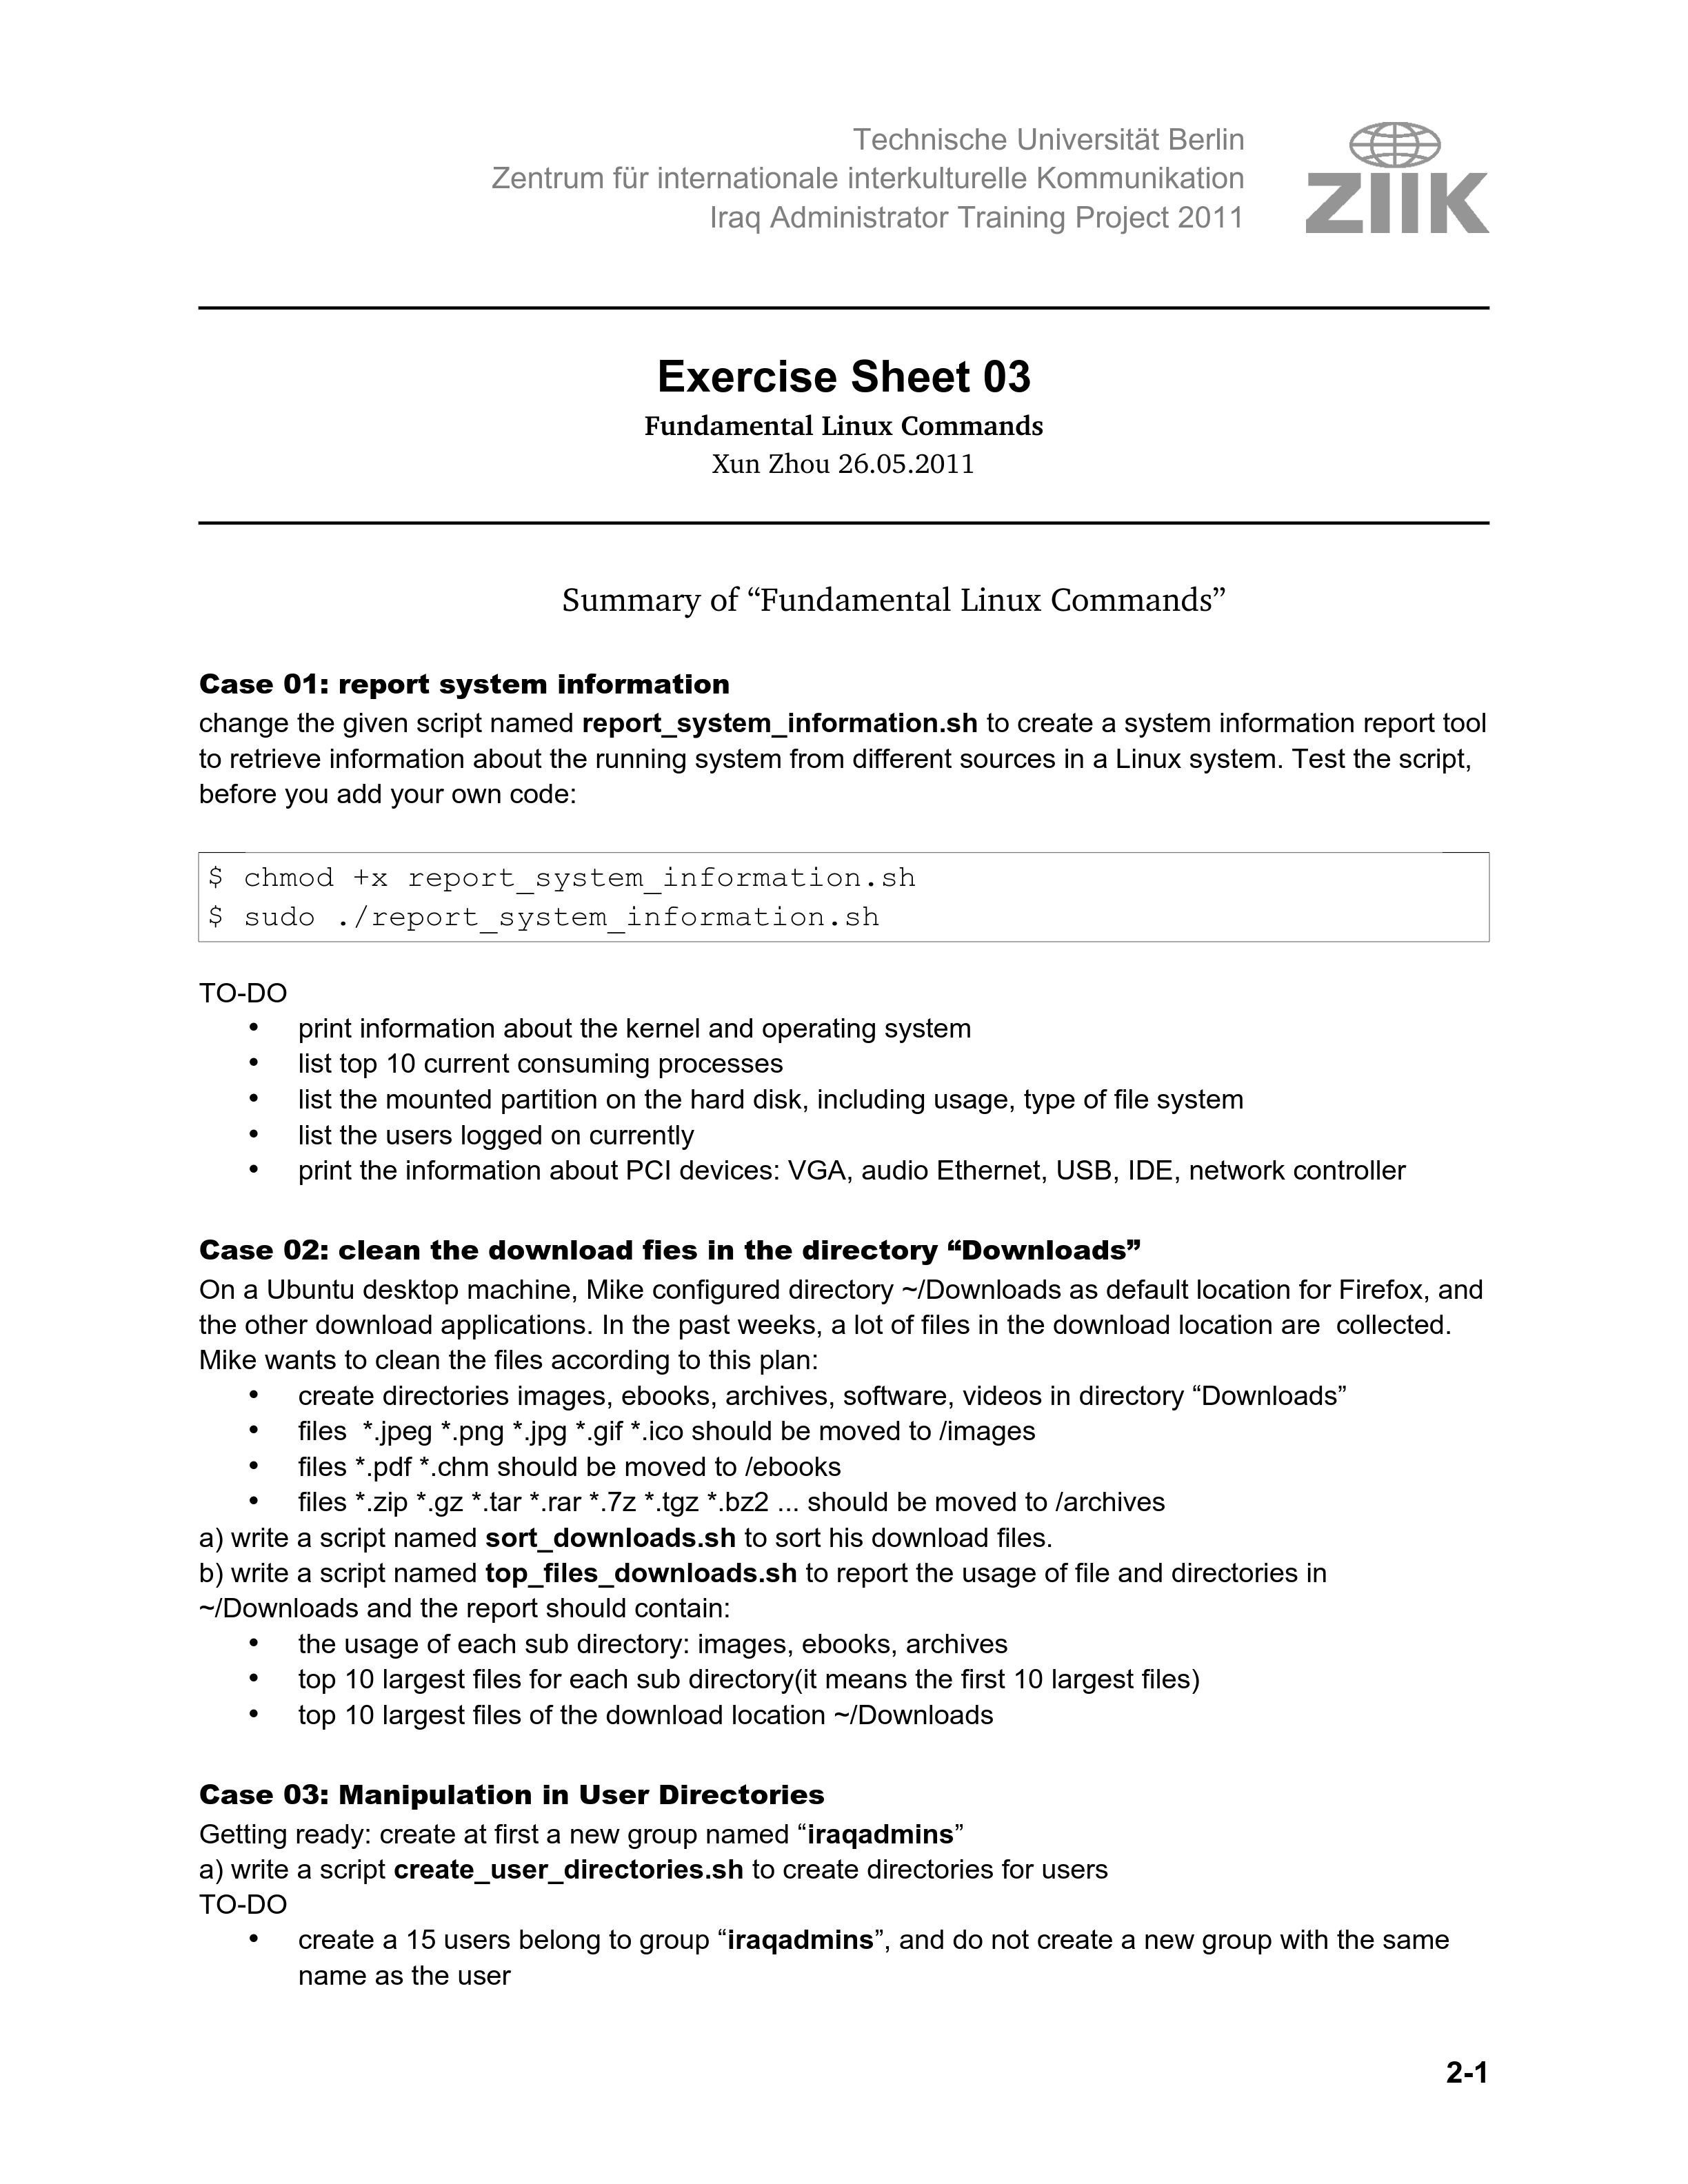 Technische Universität Berlin
Zentrum für internationale interkulturelle Kommunikation
Iraq Administrator Training Project 2011
ZIIK
Exercise Sheet 03
Fundamental Linux Commands
Xun Zhou 26.05.2011
Summary of “Fundamental Linux Commands”
Case 01: report system information
change the given script named report_system_information.sh to create a system information report tool
to retrieve information about the running system from different sources in a Linux system. Test the script,
before you add your own code:
$ chmod +x report_system_information.sh
$ sudo ./report_system_information.sh
TO-DO
• print information about the kernel and operating system
• list top 10 current consuming processes
• list the mounted partition on the hard disk, including usage, type of file system
• list the users logged on currently
• print the information about PCI devices: VGA, audio Ethernet, USB, IDE, network controller
Case 02: clean the download fies in the directory “Downloads”
On a Ubuntu desktop machine, Mike configured directory ~/Downloads as default location for Firefox, and
the other download applications. In the past weeks, a lot of files in the download location are  collected.
Mike wants to clean the files according to this plan:
• create directories images, ebooks, archives, software, videos in directory “Downloads”
• files  *.jpeg *.png *.jpg *.gif *.ico should be moved to /images
• files *.pdf *.chm should be moved to /ebooks
• files *.zip *.gz *.tar *.rar *.7z *.tgz *.bz2 ... should be moved to /archives
a) write a script named sort_downloads.sh to sort his download files.
b) write a script named top_files_downloads.sh to report the usage of file and directories in
~/Downloads and the report should contain:
• the usage of each sub directory: images, ebooks, archives
• top 10 largest files for each sub directory(it means the first 10 largest files)
• top 10 largest files of the download location ~/Downloads
Case 03: Manipulation in User Directories
Getting ready: create at first a new group named “iraqadmins”
a) write a script create_user_directories.sh to create directories for users
TO-DO
• create a 15 users belong to group “iraqadmins”, and do not create a new group with the same
name as the user
2-1